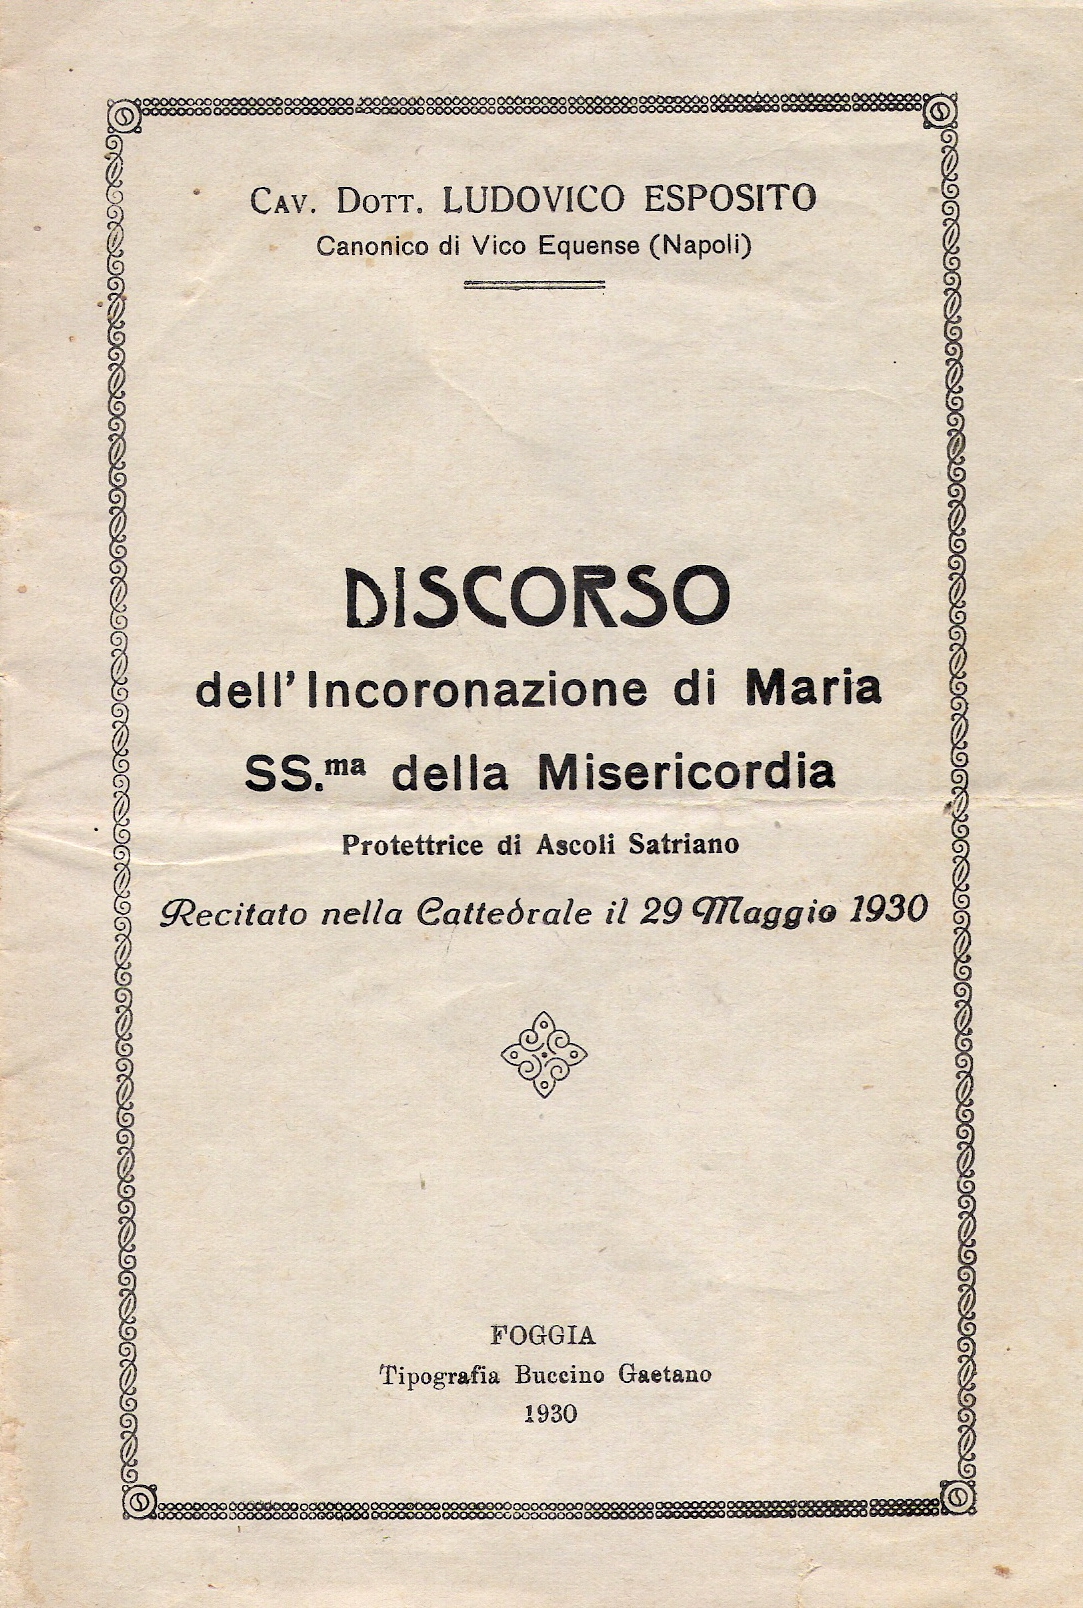 Cav. Dott. LUDOVICO ESPOSITO
Canonico di Vico Equense (Napoli)
DISCORSO
dell'Incoronazione di Maria
SS.ma della Misericordia
Protettrice di Ascoli Satriano
Recitato nella Cattedrale il 29 Maggio 1930
FOGGIA
Tipografia Buccino Gaetano
1930